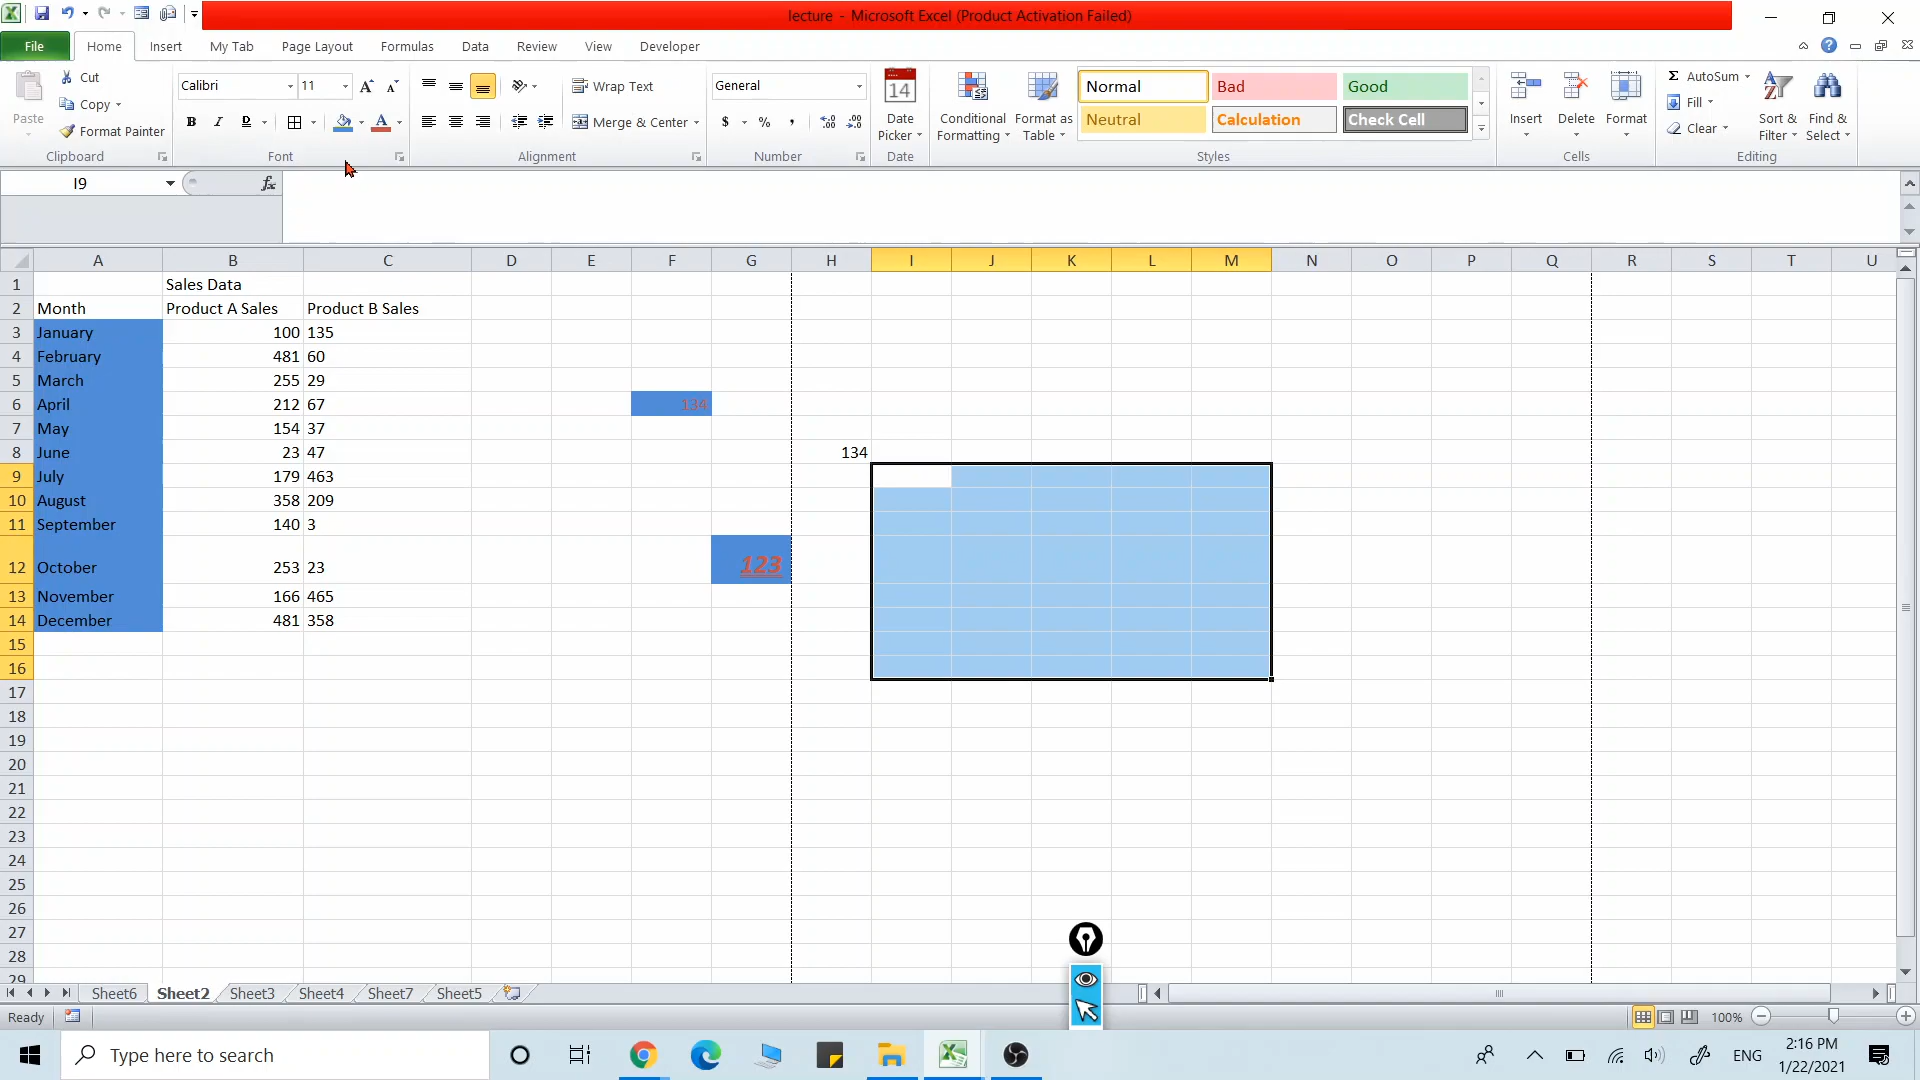 lecture - Microsoft Excel (Product Activation Failed)
File Home Insert My Tab Page Layout Formulas Data Review View Developer
Paste
Cut
Copy
Format Painter
Clipboard
Calibri 11
B I D
Font
Wrap Text
Merge & Center
Alignment
General
$ % ,
Number
14
Date
Picker
Date
Conditional
Formatting
Format as
Table
Normal Bad Good
Neutral Calculation Check Cell
Styles
Insert Delete Format
Cells
Σ AutoSum
Fill
Clear
Sort &
Filter
Find &
Select
Editing
I9 fx
A B C D E F G H I J K L M N O P Q R S T U
1 Sales Data
2 Month Product A Sales Product B Sales
3 January 100 135
4 February 481 60
5 March 255 29
6 April 212 67 134
7 May 154 37
8 June 23 47 134
9 July 179 463
10 August 358 209
11 September 140 3
12 October 253 23 123
13 November 166 465
14 December 481 358
15
16
17
18
19
20
21
22
23
24
25
26
27
28
29
Sheet6 Sheet2 Sheet3 Sheet4 Sheet7 Sheet5
Ready 100%
Type here to search
ENG
2:16 PM
1/22/2021